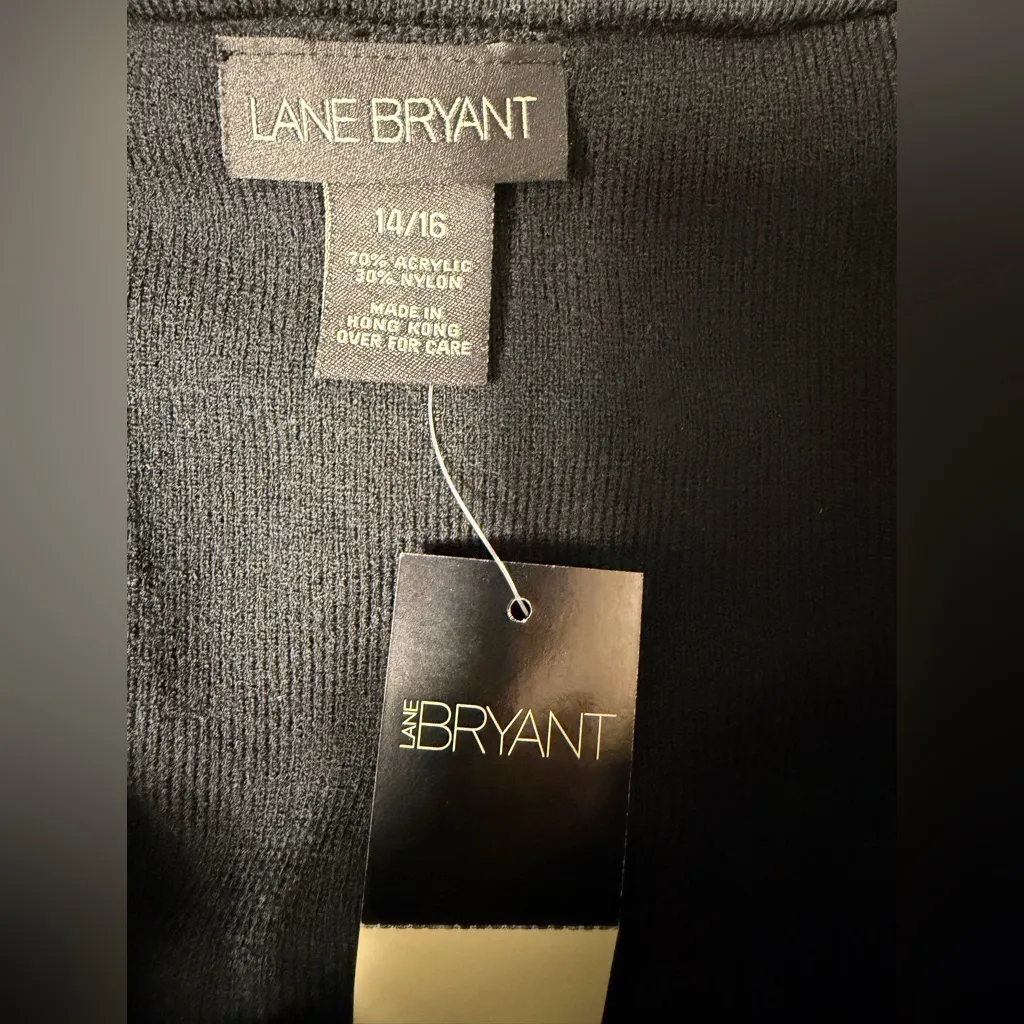 LANE BRYANT
14/16
70% ACRYLIC
30% NYLON
MADE IN
HONG KONG
OVER FOR CARE
LANE BRYANT